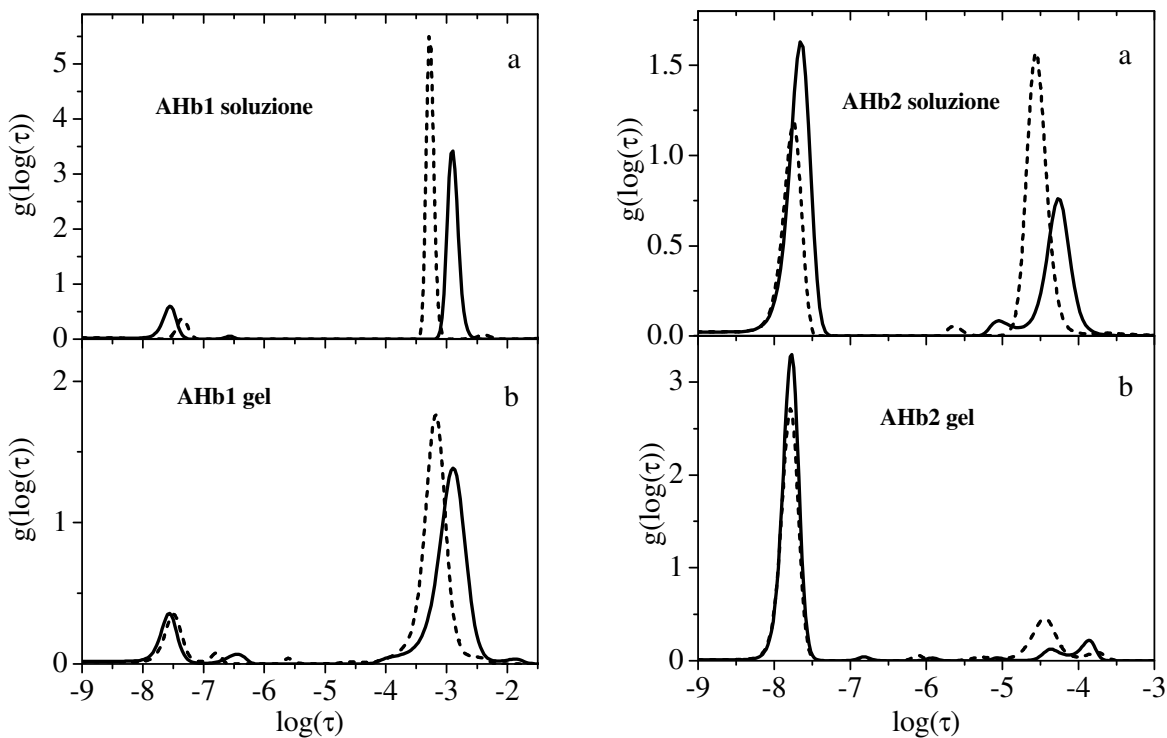 a
AHb1 soluzione
g(log(τ))
5
4
3
2
1
0
b
AHb1 gel
g(log(τ))
2
1
0
-9 -8 -7 -6 -5 -4 -3 -2
log(τ)
a
AHb2 soluzione
g(log(τ))
1.5
1.0
0.5
0.0
b
AHb2 gel
g(log(τ))
3
2
1
0
-9 -8 -7 -6 -5 -4 -3
log(τ)